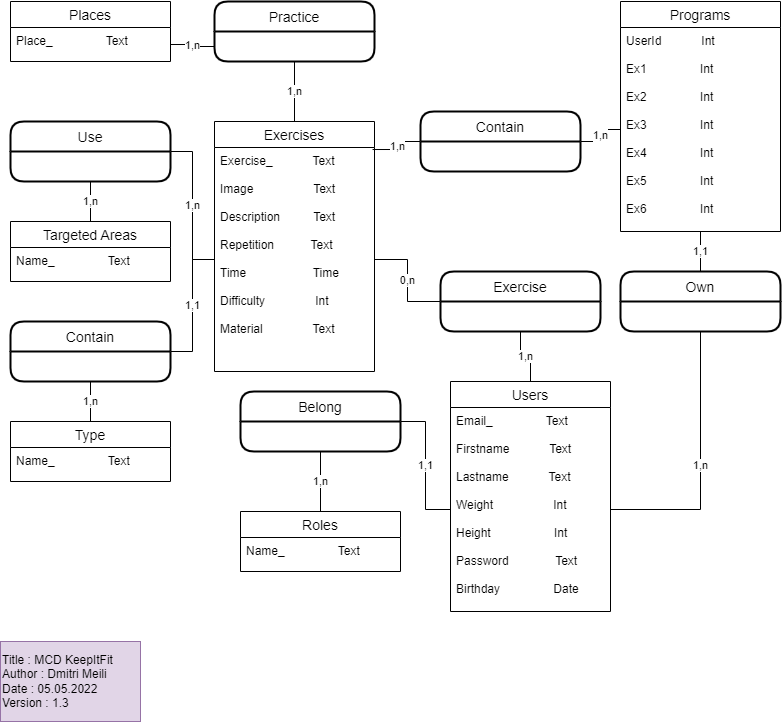 Places
Place_ Text
1,n
Practice
1,n
Programs
UserId Int
Ex1 Int
Ex2 Int
Ex3 Int
Ex4 Int
Ex5 Int
Ex6 Int
Use
1,n
1,n
Targeted Areas
Name_ Text
Exercises
Exercise_ Text
Image Text
Description Text
Repetition Text
Time Time
Difficulty Int
Material Text
1,n
Contain
1,n
1,1
Contain
1,n
Type
Name_ Text
0,n
Exercise
1,n
1,1
Own
1,n
Belong
1,1
1,n
Roles
Name_ Text
Users
Email_ Text
Firstname Text
Lastname Text
Weight Int
Height Int
Password Text
Birthday Date
Title : MCD KeepItFit
Author : Dmitri Meili
Date : 05.05.2022
Version : 1.3